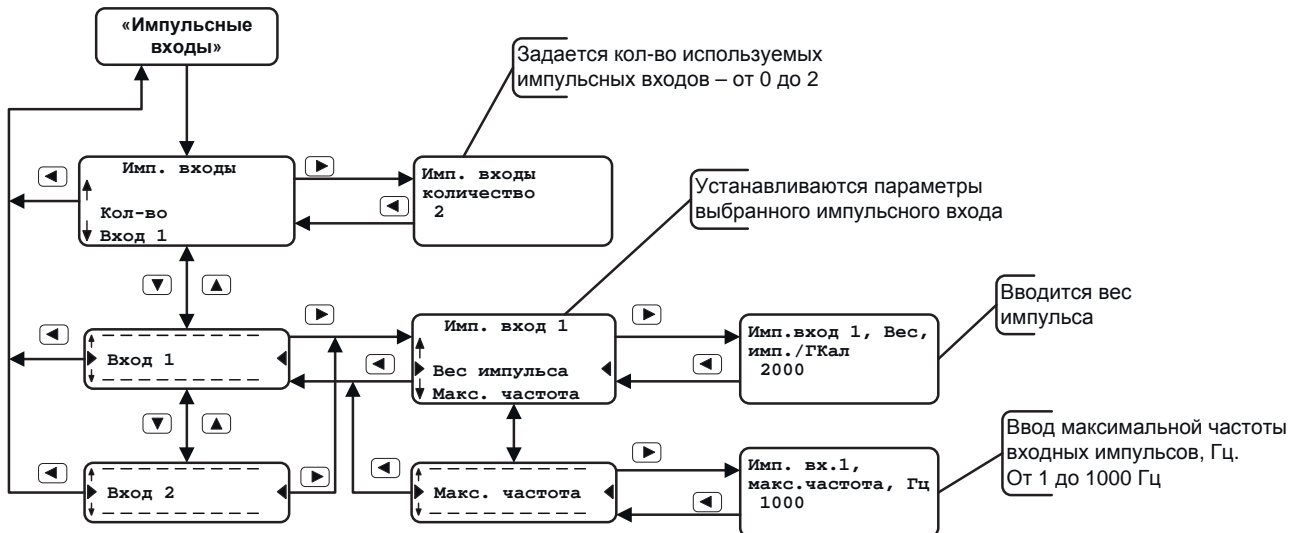 «Импульсные
входы»
Задается кол-во используемых
импульсных входов – от 0 до 2
Имп. входы
Кол-во
Вход 1
Имп. входы
количество
2
Устанавливаются параметры
выбранного импульсного входа
Вход 1
Имп. вход 1
Вес импульса
Макс. частота
Имп.вход 1, Вес,
имп./ГКал
2000
Вводится вес
импульса
Вход 2
Макс. частота
Имп. вх.1,
макс.частота, Гц
1000
Ввод максимальной частоты
входных импульсов, Гц.
От 1 до 1000 Гц